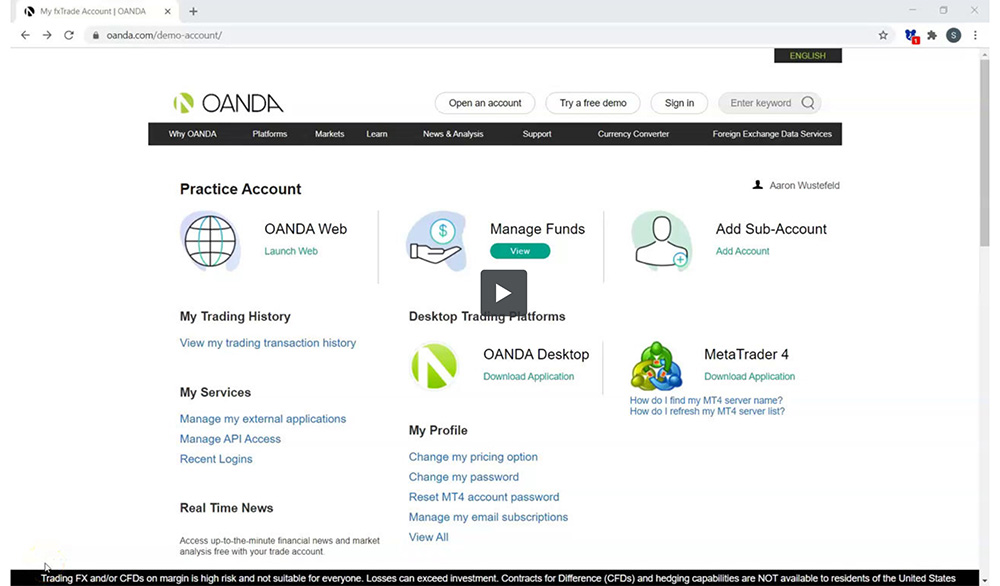 My fxTrade Account | OANDA
oanda.com/demo-account/
1
S
ENGLISH
OANDA
Open an account
Try a free demo
Sign in
Enter keyword
Why OANDA
Platforms
Markets
Learn
News & Analysis
Support
Currency Converter
Foreign Exchange Data Services
Practice Account
Aaron Wustefeld
OANDA Web
Launch Web
$
Manage Funds
View
Add Sub-Account
Add Account
My Trading History
View my trading transaction history
Desktop Trading Platforms
OANDA Desktop
Download Application
MetaTrader 4
Download Application
How do I find my MT4 server name?
How do I refresh my MT4 server list?
My Services
Manage my external applications
Manage API Access
Recent Logins
My Profile
Change my pricing option
Change my password
Reset MT4 account password
Manage my email subscriptions
View All
Real Time News
Access up-to-the-minute financial news and market
analysis free with your trade account.
Trading FX and/or CFDs on margin is high risk and not suitable for everyone. Losses can exceed investment. Contracts for Difference (CFDs) and hedging capabilities are NOT available to residents of the United States